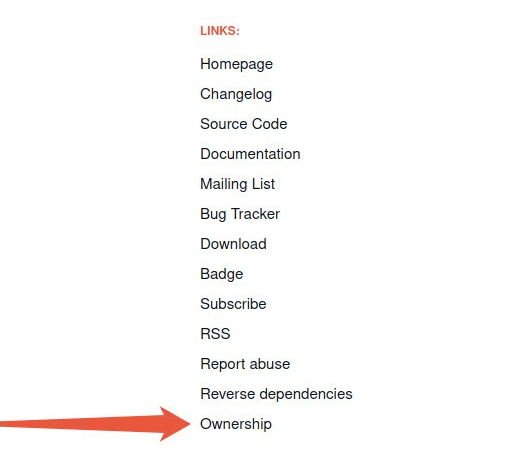 LINKS:
Homepage
Changelog
Source Code
Documentation
Mailing List
Bug Tracker
Download
Badge
Subscribe
RSS
Report abuse
Reverse dependencies
Ownership